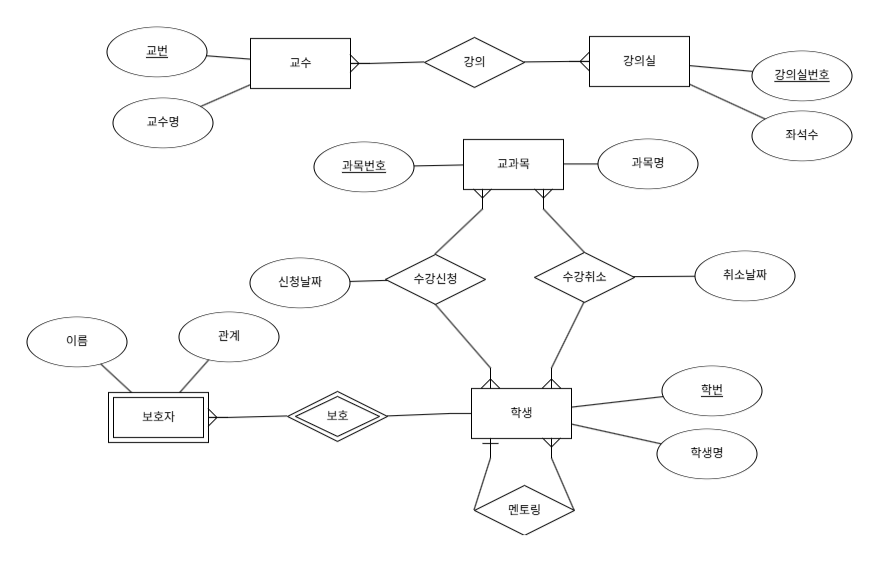 교번
교수
강의
강의실
강의실번호
교수명
좌석수
과목번호
교과목
과목명
신청날짜
수강신청
수강취소
취소날짜
이름
관계
학번
보호자
보호
학생
학생명
멘토링